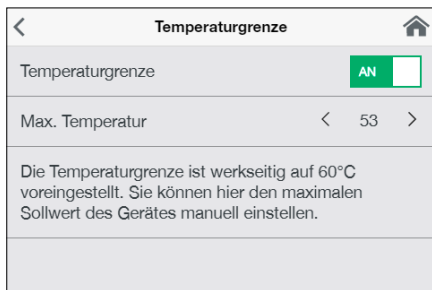 Temperaturgrenze
Temperaturgrenze AN
Max. Temperatur 53
Die Temperaturgrenze ist werkseitig auf 60°C
voreingestellt. Sie können hier den maximalen
Sollwert des Gerätes manuell einstellen.